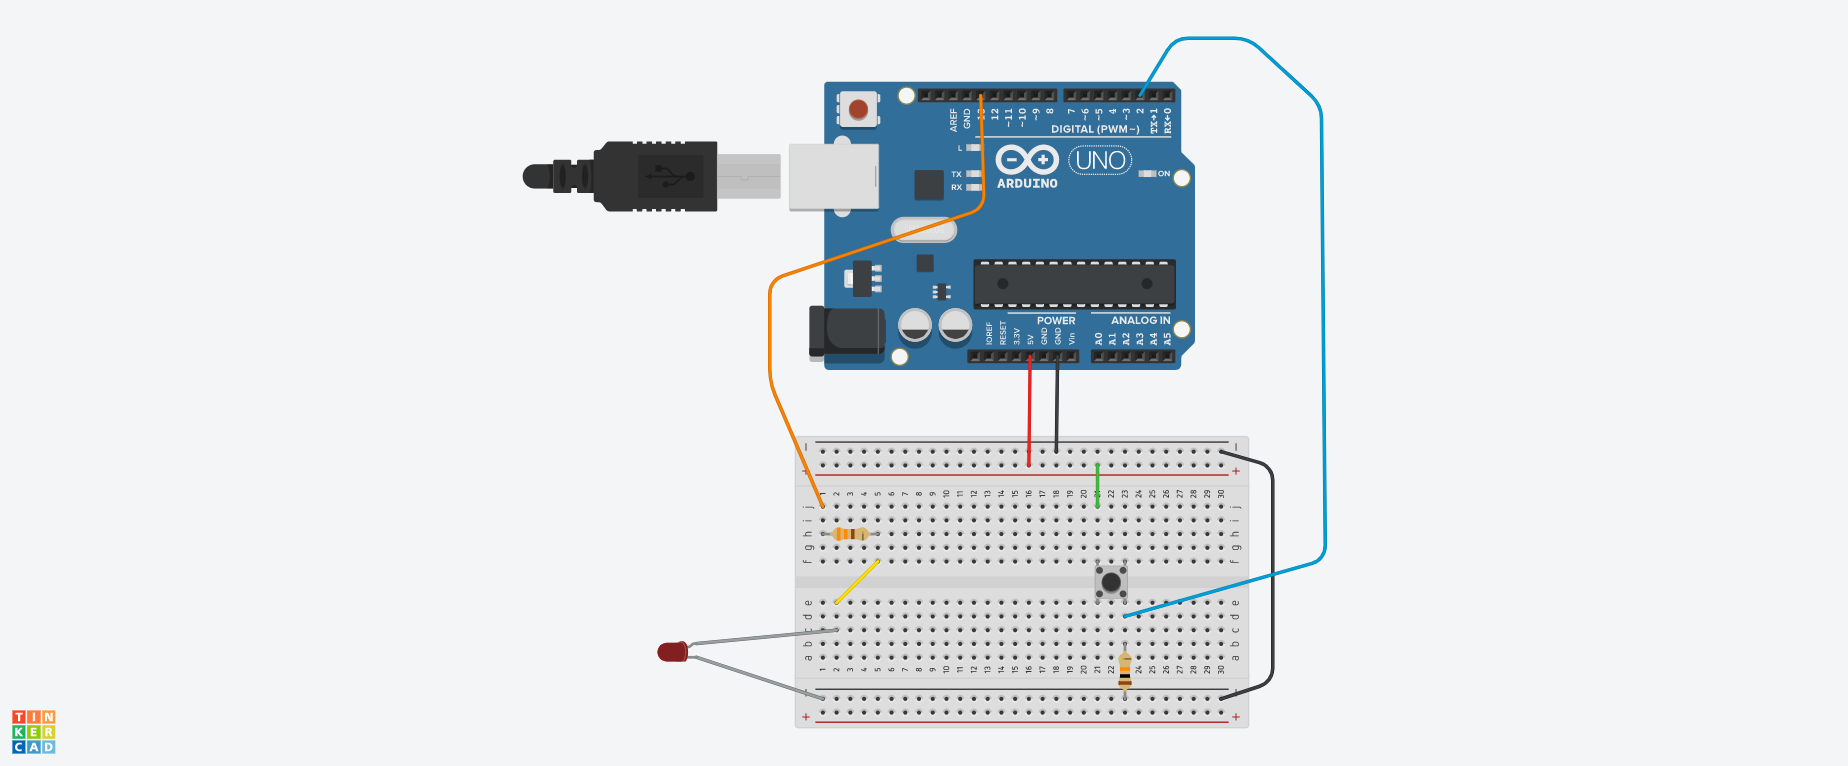 AREF
GND
13
12
~11
~10
~9
8
7
~6
~5
4
~3
2
TX→1
RX←0
DIGITAL (PWM~)
L
TX
RX
ARDUINO
UNO
ON
POWER
ANALOG IN
IOREF
RESET
3.3V
5V
GND
GND
Vin
A0
A1
A2
A3
A4
A5
1 2 3 4 5 6 7 8 9 10 11 12 13 14 15 16 17 18 19 20 21 22 23 24 25 26 27 28 29 30
j j
i i
h h
g g
f f
e e
d d
c c
b b
a a
1 2 3 4 5 6 7 8 9 10 11 12 13 14 15 16 17 18 19 20 21 22 24 25 26 27 28 29 30
TIN
KER
CAD